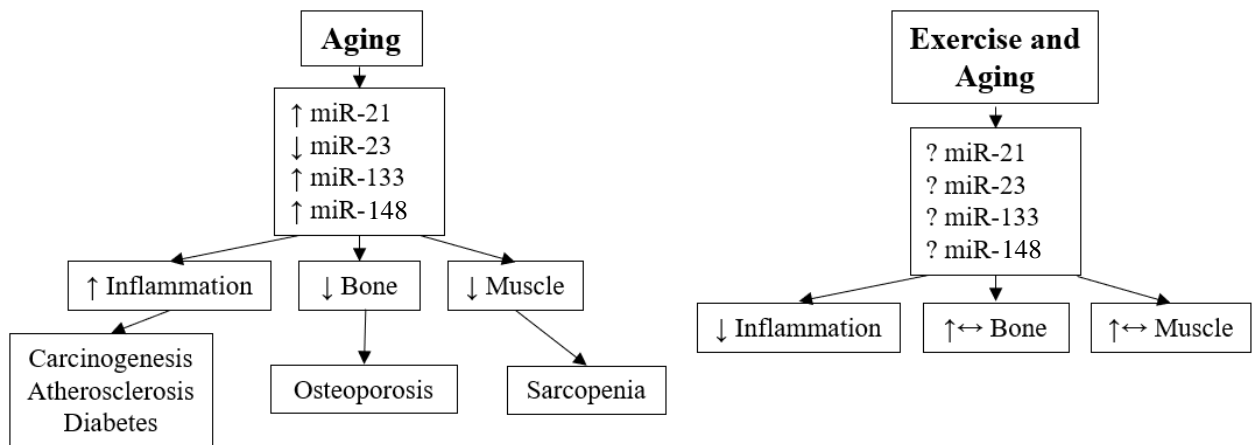 Aging
↑ miR-21
↓ miR-23
↑ miR-133
↑ miR-148
↑ Inflammation
↓ Bone
↓ Muscle
Carcinogenesis
Atherosclerosis
Diabetes
Osteoporosis
Sarcopenia
Exercise and
Aging
? miR-21
? miR-23
? miR-133
? miR-148
↓ Inflammation
↑↔ Bone
↑↔ Muscle